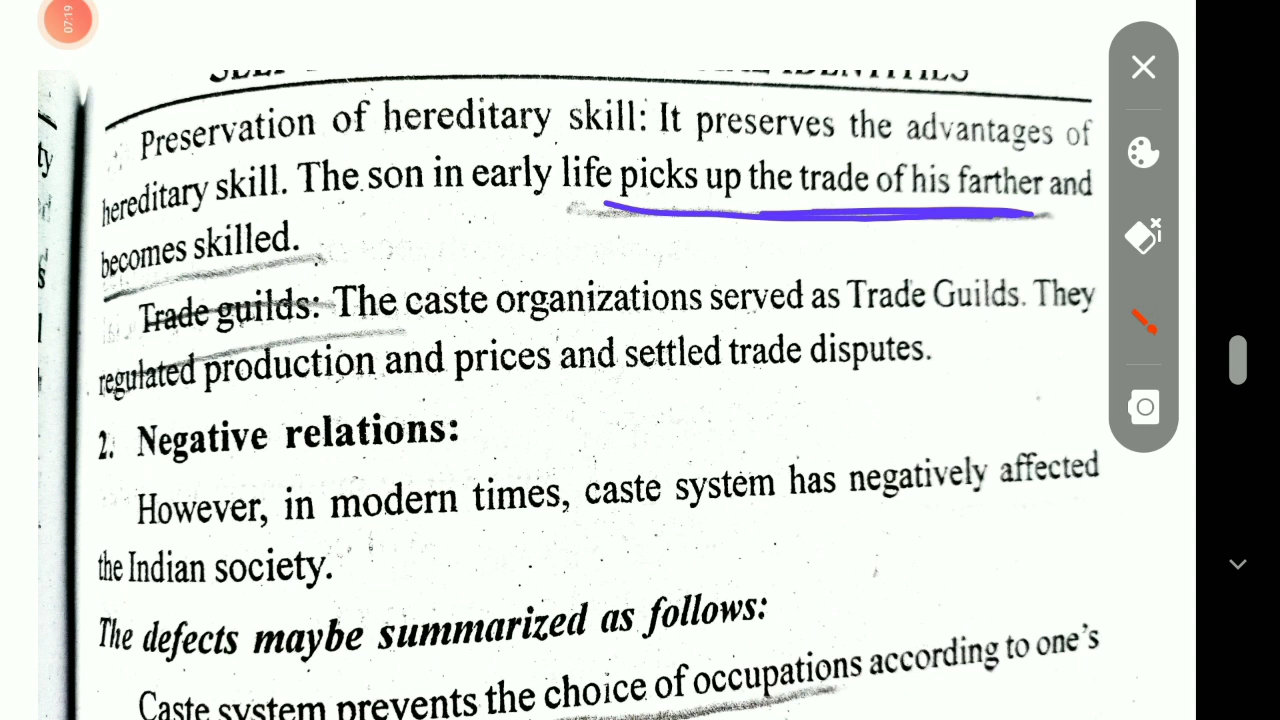 07:19
IDENTITIES
Preservation of hereditary skill: It preserves the advantages of
hereditary skill. The son in early life picks up the trade of his farther and
becomes skilled.
Trade guilds: The caste organizations served as Trade Guilds. They
regulated production and prices and settled trade disputes.
2. Negative relations:
However, in modern times, caste system has negatively affected
the Indian society.
The defects maybe summarized as follows:
Caste system prevents the choice of occupations according to one's